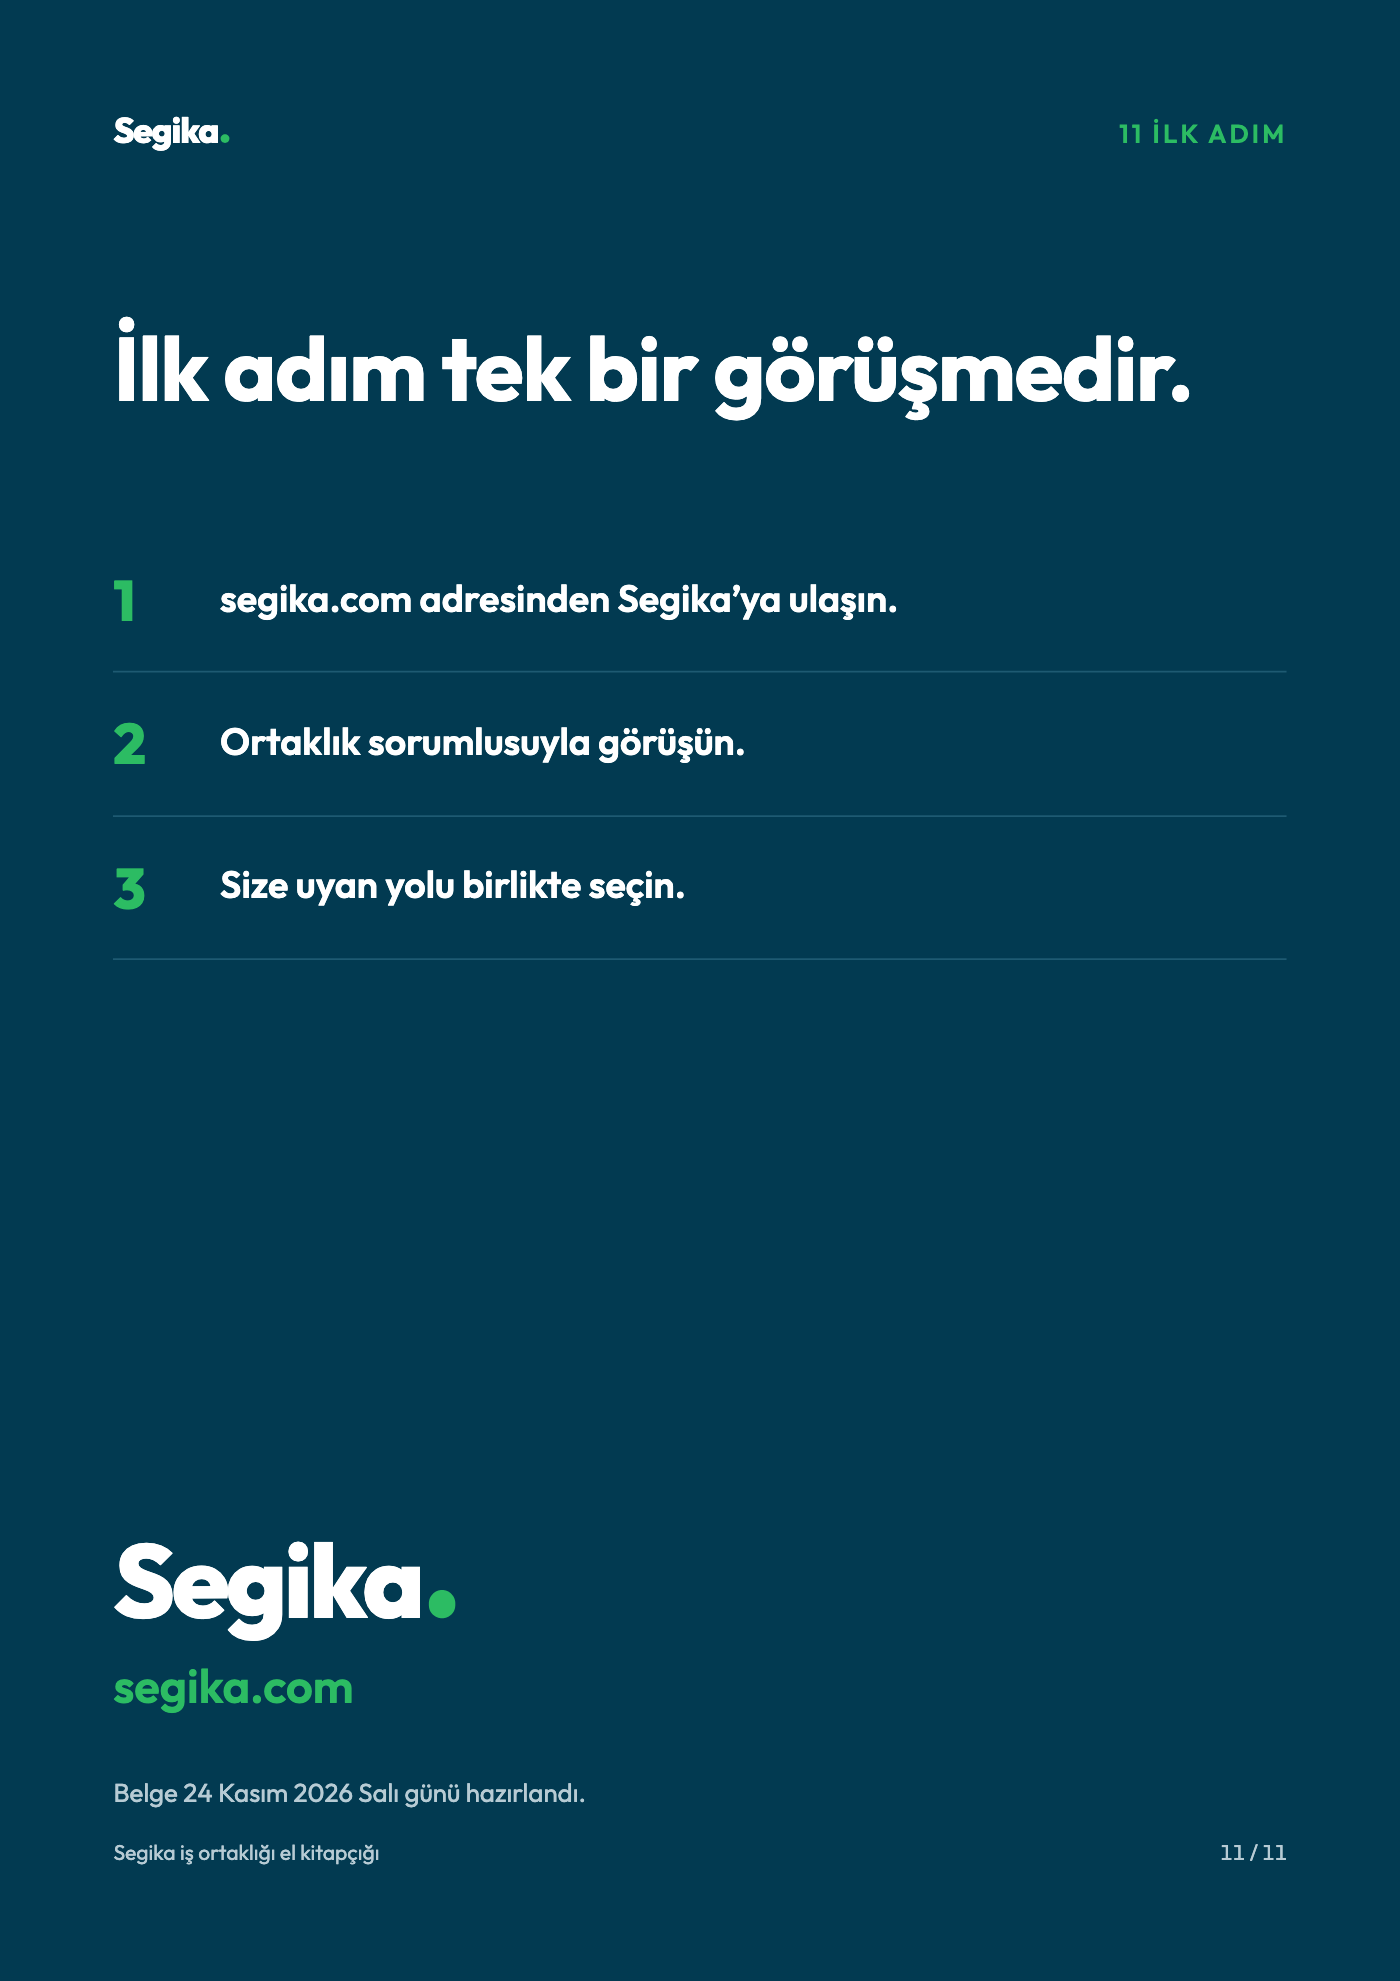 Segika.
11 İLK ADIM
İlk adım tek bir görüşmedir.
1 segika.com adresinden Segika’ya ulaşın.
2 Ortaklık sorumlusuyla görüşün.
3 Size uyan yolu birlikte seçin.
Segika.
segika.com
Belge 24 Kasım 2026 Salı günü hazırlandı.
Segika iş ortaklığı el kitapçığı
11 / 11